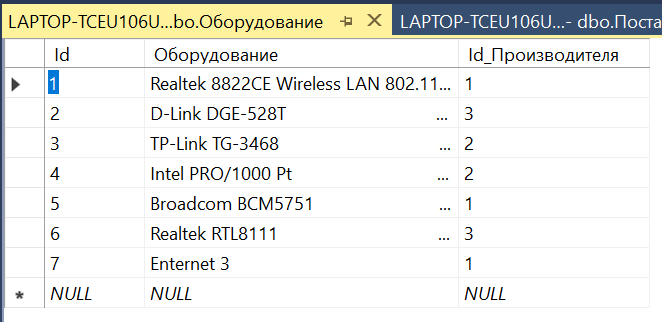 LAPTOP-TCEU106U...bo.Оборудование LAPTOP-TCEU106U...- dbo.Поста
Id Оборудование Id_Производителя
1 Realtek 8822CE Wireless LAN 802.11... 1
2 D-Link DGE-528T ... 3
3 TP-Link TG-3468 ... 2
4 Intel PRO/1000 Pt ... 2
5 Broadcom BCM5751 ... 1
6 Realtek RTL8111 ... 3
7 Enternet 3 1
NULL NULL NULL